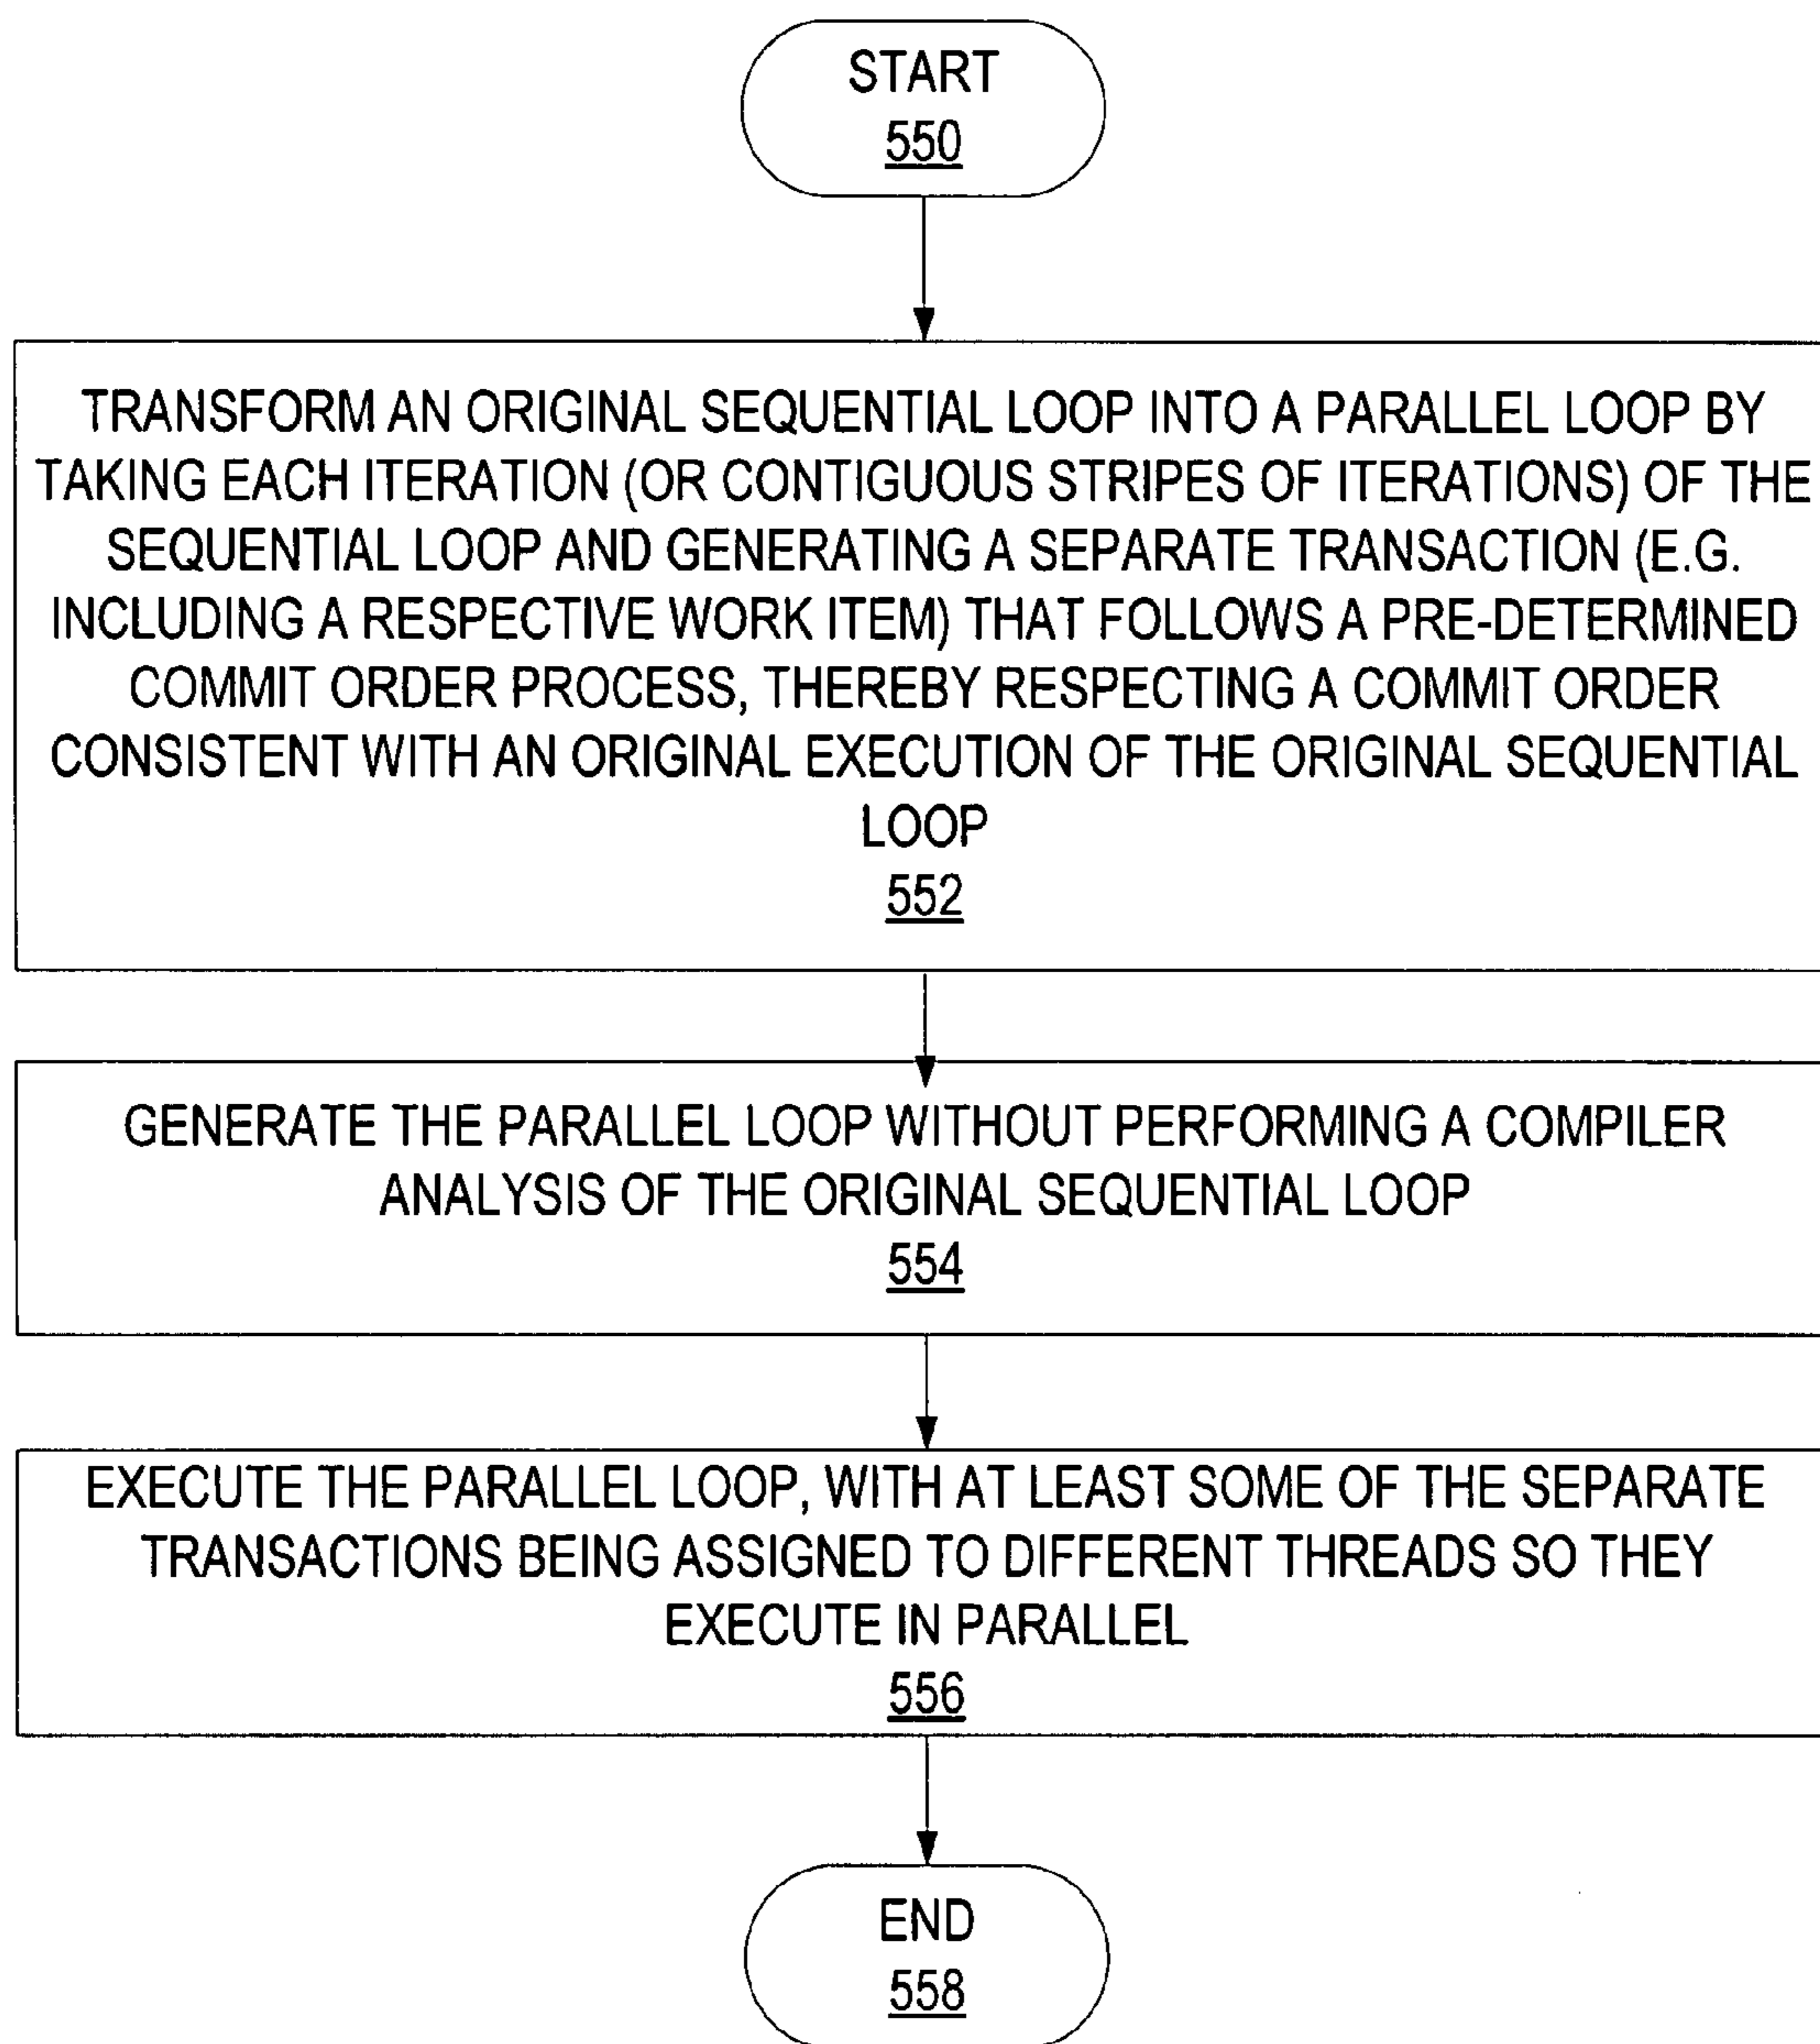 START
550
TRANSFORM AN ORIGINAL SEQUENTIAL LOOP INTO A PARALLEL LOOP BY
TAKING EACH ITERATION (OR CONTIGUOUS STRIPES OF ITERATIONS) OF THE
SEQUENTIAL LOOP AND GENERATING A SEPARATE TRANSACTION (E.G.
INCLUDING A RESPECTIVE WORK ITEM) THAT FOLLOWS A PRE-DETERMINED
COMMIT ORDER PROCESS, THEREBY RESPECTING A COMMIT ORDER
CONSISTENT WITH AN ORIGINAL EXECUTION OF THE ORIGINAL SEQUENTIAL
LOOP
552
GENERATE THE PARALLEL LOOP WITHOUT PERFORMING A COMPILER
ANALYSIS OF THE ORIGINAL SEQUENTIAL LOOP
554
EXECUTE THE PARALLEL LOOP, WITH AT LEAST SOME OF THE SEPARATE
TRANSACTIONS BEING ASSIGNED TO DIFFERENT THREADS SO THEY
EXECUTE IN PARALLEL
556
END
558